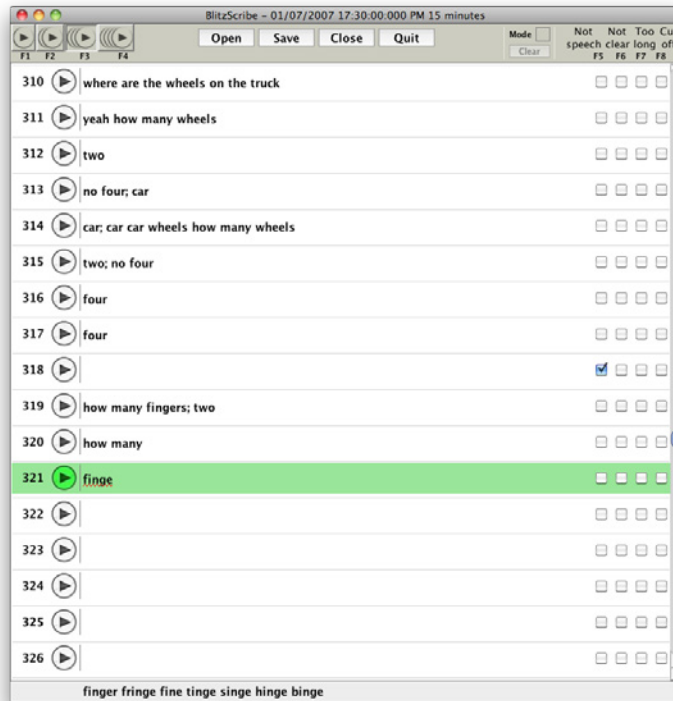 BlitzScribe - 01/07/2007 17:30:00:000 PM 15 minutes
Open Save Close Quit
Mode
Clear
Not Not Too Cu
speech clear long of
F1 F2 F3 F4
F5 F6 F7 F8
310 where are the wheels on the truck
311 yeah how many wheels
312 two
313 no four; car
314 car; car car wheels how many wheels
315 two; no four
316 four
317 four
318
319 how many fingers; two
320 how many
321 finge
322
323
324
325
326
finger fringe fine tinge singe hinge binge